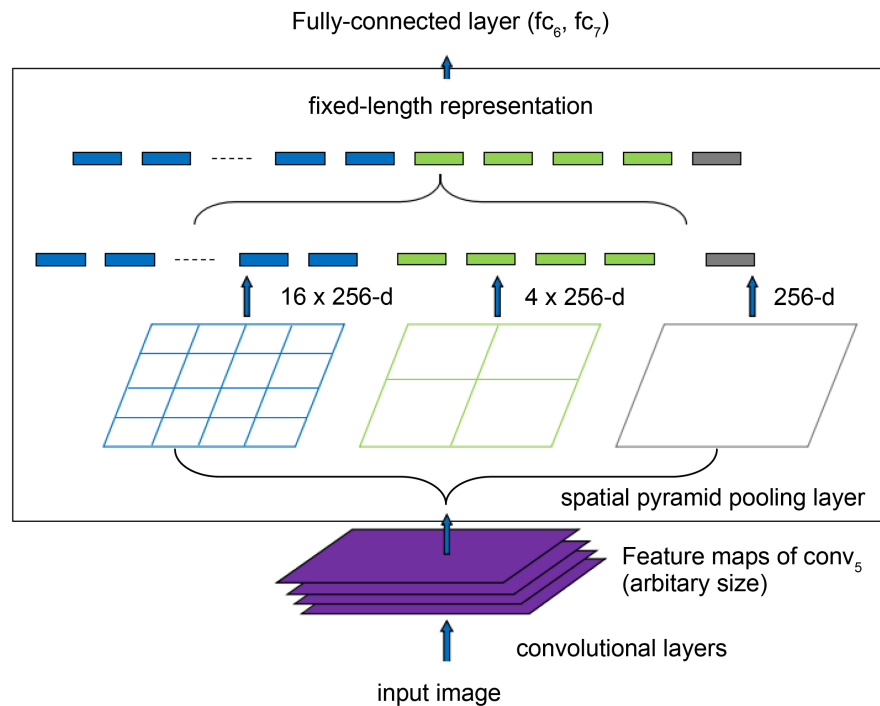 Fully-connected layer (fc₆, fc₇)
fixed-length representation
16 x 256-d
4 x 256-d
256-d
spatial pyramid pooling layer
Feature maps of conv₅
(arbitary size)
convolutional layers
input image